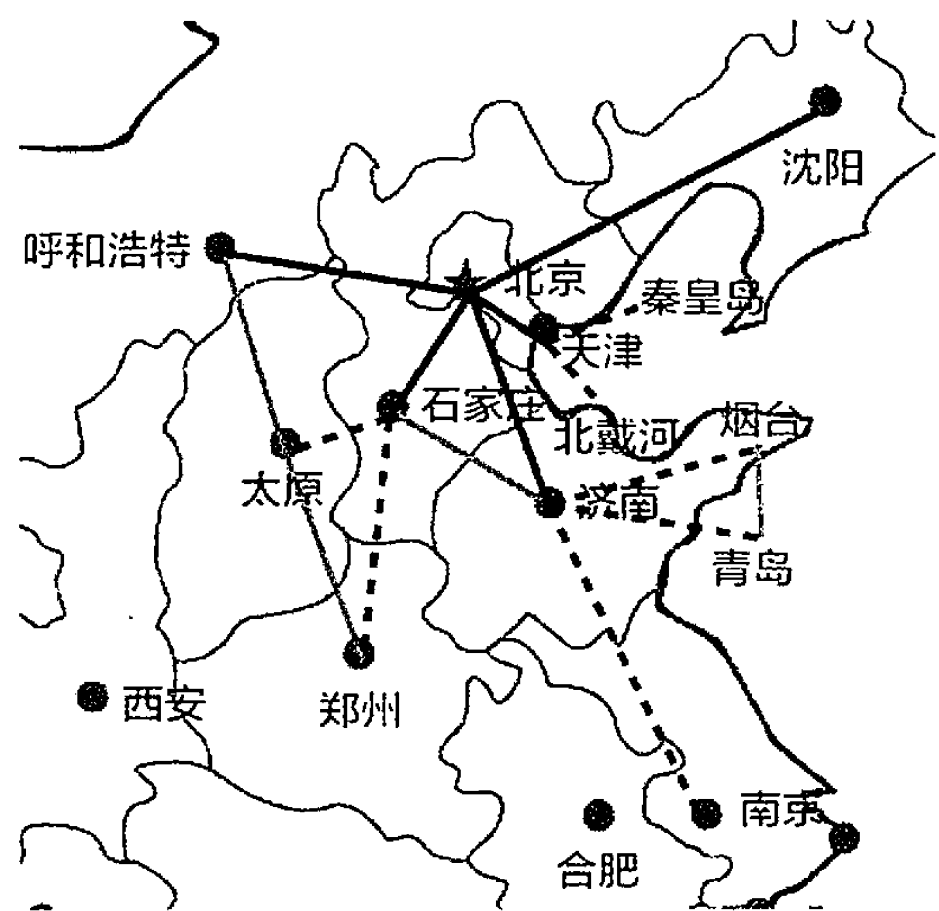 沈阳
呼和浩特
北京
秦皇岛
天津
石家庄
烟台
北戴河
太原
济南
青岛
西安
郑州
南京
合肥